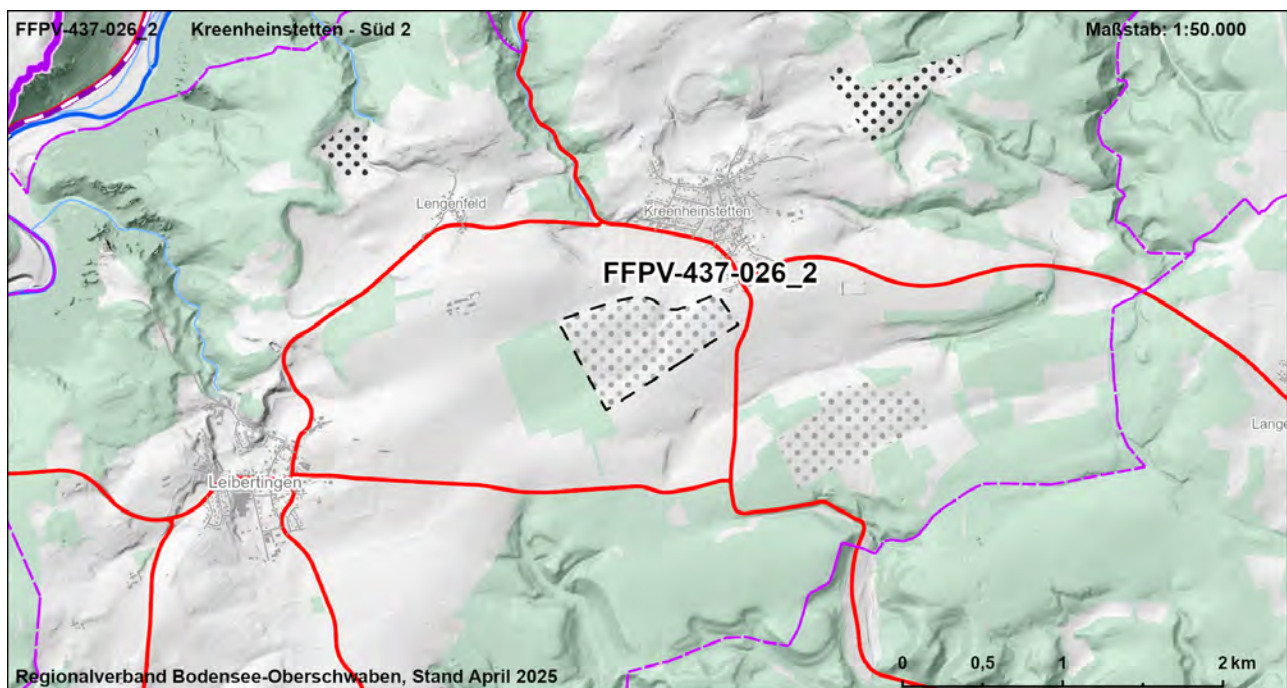 FFPV-437-026_2 Kreenheinstetten - Süd 2 Maßstab: 1:50.000
Lengenfeld
Kreenheinstetten
FFPV-437-026_2
Lange
Leibertingen
0 0,5 1 2 km
Regionalverband Bodensee-Oberschwaben, Stand April 2025